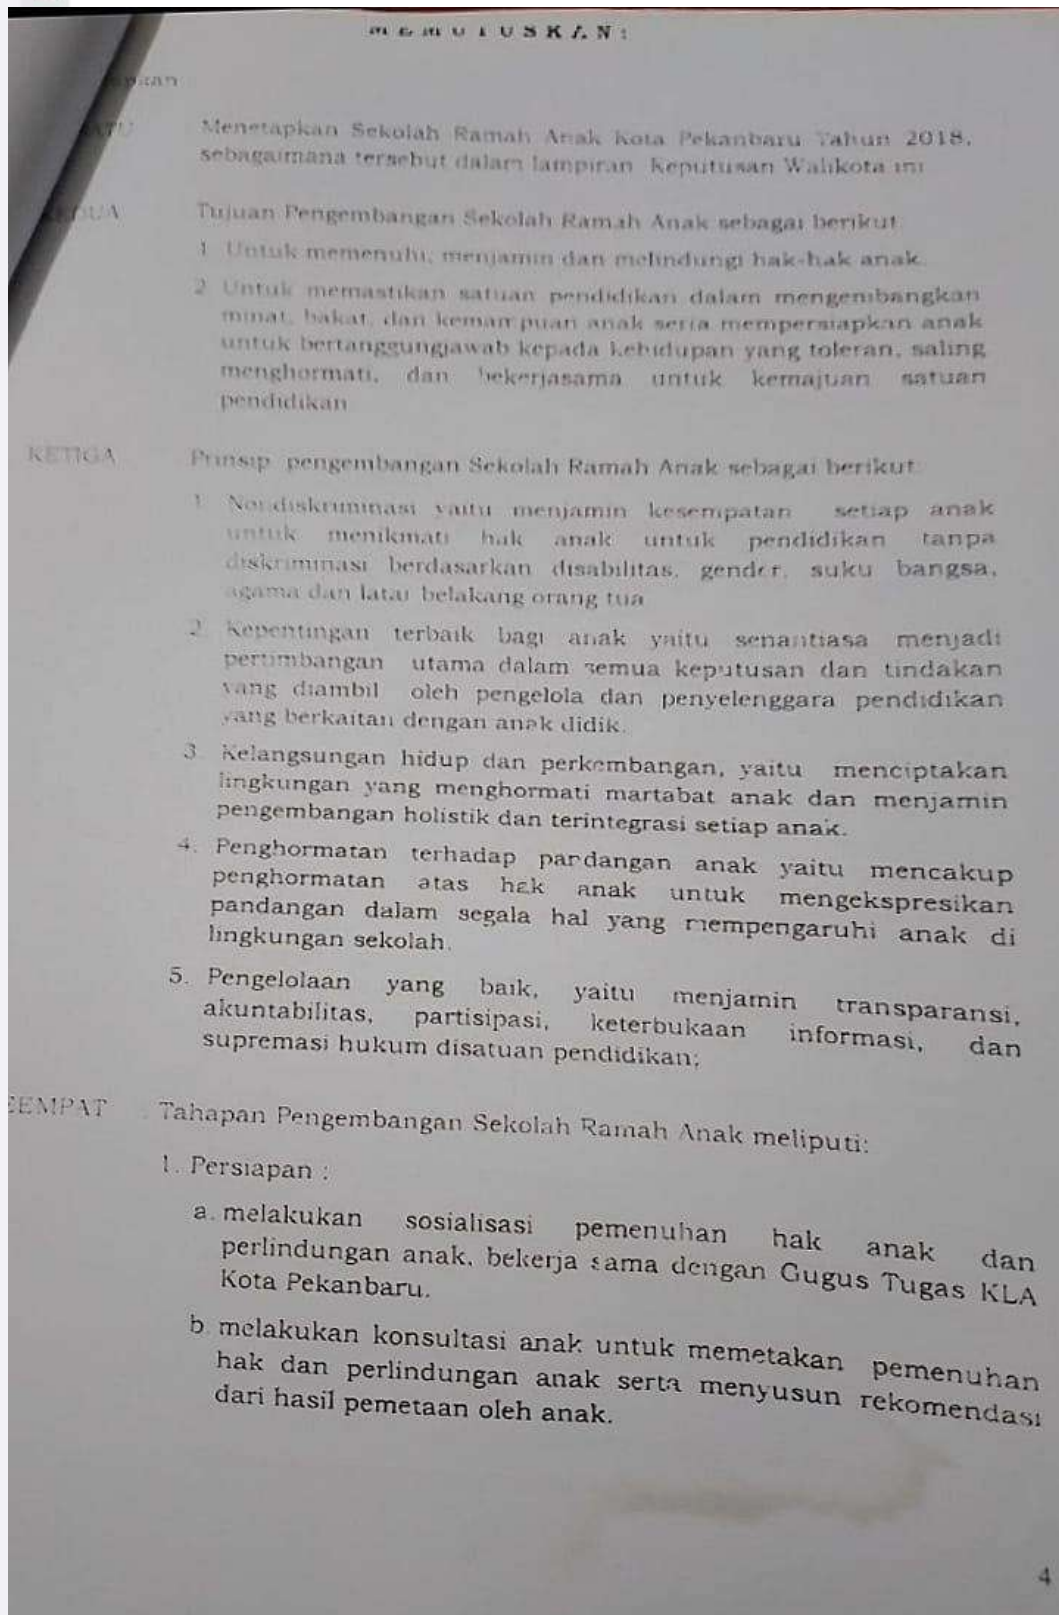 MEMUTUSKAN:
Menetapkan Sekolah Ramah Anak Kota Pekanbaru Tahun 2018,
sebagaimana tersebut dalam lampiran Keputusan Walikota ini
Tujuan Pengembangan Sekolah Ramah Anak sebagai berikut
1 Untuk memenuhi, menjamin dan melindungi hak-hak anak.
2 Untuk memastikan satuan pendidikan dalam mengembangkan
minat, bakat, dan kemampuan anak serta mempersiapkan anak
untuk bertanggungjawab kepada kehidupan yang toleran, saling
menghormati, dan bekerjasama untuk kemajuan satuan
pendidikan
KETIGA Prinsip pengembangan Sekolah Ramah Anak sebagai berikut:
1 Nondiskriminasi yaitu menjamin kesempatan setiap anak
untuk menikmati hak anak untuk pendidikan tanpa
diskriminasi berdasarkan disabilitas, gender, suku bangsa,
agama dan latar belakang orang tua
2. Kepentingan terbaik bagi anak yaitu senantiasa menjadi
pertimbangan utama dalam semua keputusan dan tindakan
yang diambil oleh pengelola dan penyelenggara pendidikan
yang berkaitan dengan anak didik.
3. Kelangsungan hidup dan perkembangan, yaitu menciptakan
lingkungan yang menghormati martabat anak dan menjamin
pengembangan holistik dan terintegrasi setiap anak.
4. Penghormatan terhadap pandangan anak yaitu mencakup
penghormatan atas hak anak untuk mengekspresikan
pandangan dalam segala hal yang mempengaruhi anak di
lingkungan sekolah.
5. Pengelolaan yang baik, yaitu menjamin transparansi,
akuntabilitas, partisipasi, keterbukaan informasi, dan
supremasi hukum disatuan pendidikan;
EEMPAT : Tahapan Pengembangan Sekolah Ramah Anak meliputi:
1. Persiapan :
a. melakukan sosialisasi pemenuhan hak anak dan
perlindungan anak, bekerja sama dengan Gugus Tugas KLA
Kota Pekanbaru.
b. melakukan konsultasi anak untuk memetakan pemenuhan
hak dan perlindungan anak serta menyusun rekomendasi
dari hasil pemetaan oleh anak.
4